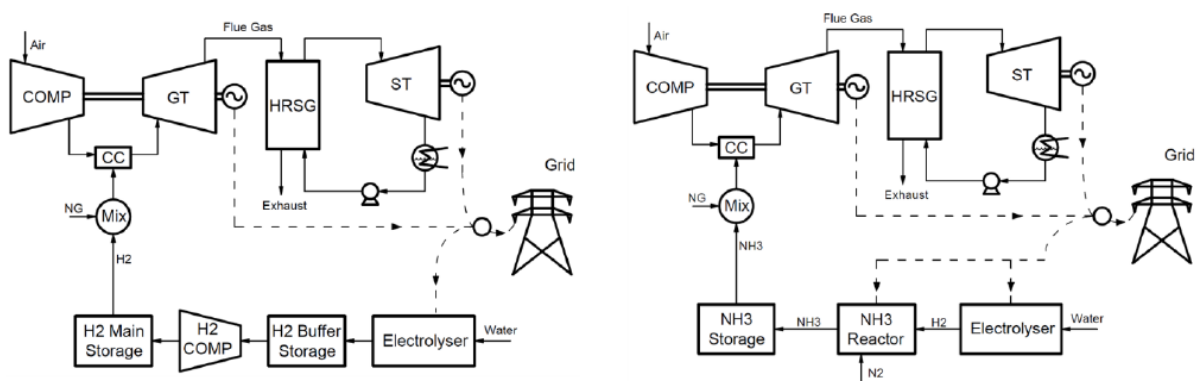 Flue Gas
Air
COMP
GT
HRSG
ST
CC
Grid
NG
Mix
Exhaust
H2
H2 Main
Storage
H2
COMP
H2 Buffer
Storage
Electrolyser
Water
Flue Gas
Air
COMP
GT
HRSG
ST
CC
Grid
NG
Mix
Exhaust
NH3
NH3
Storage
NH3
NH3
Reactor
H2
Electrolyser
Water
N2